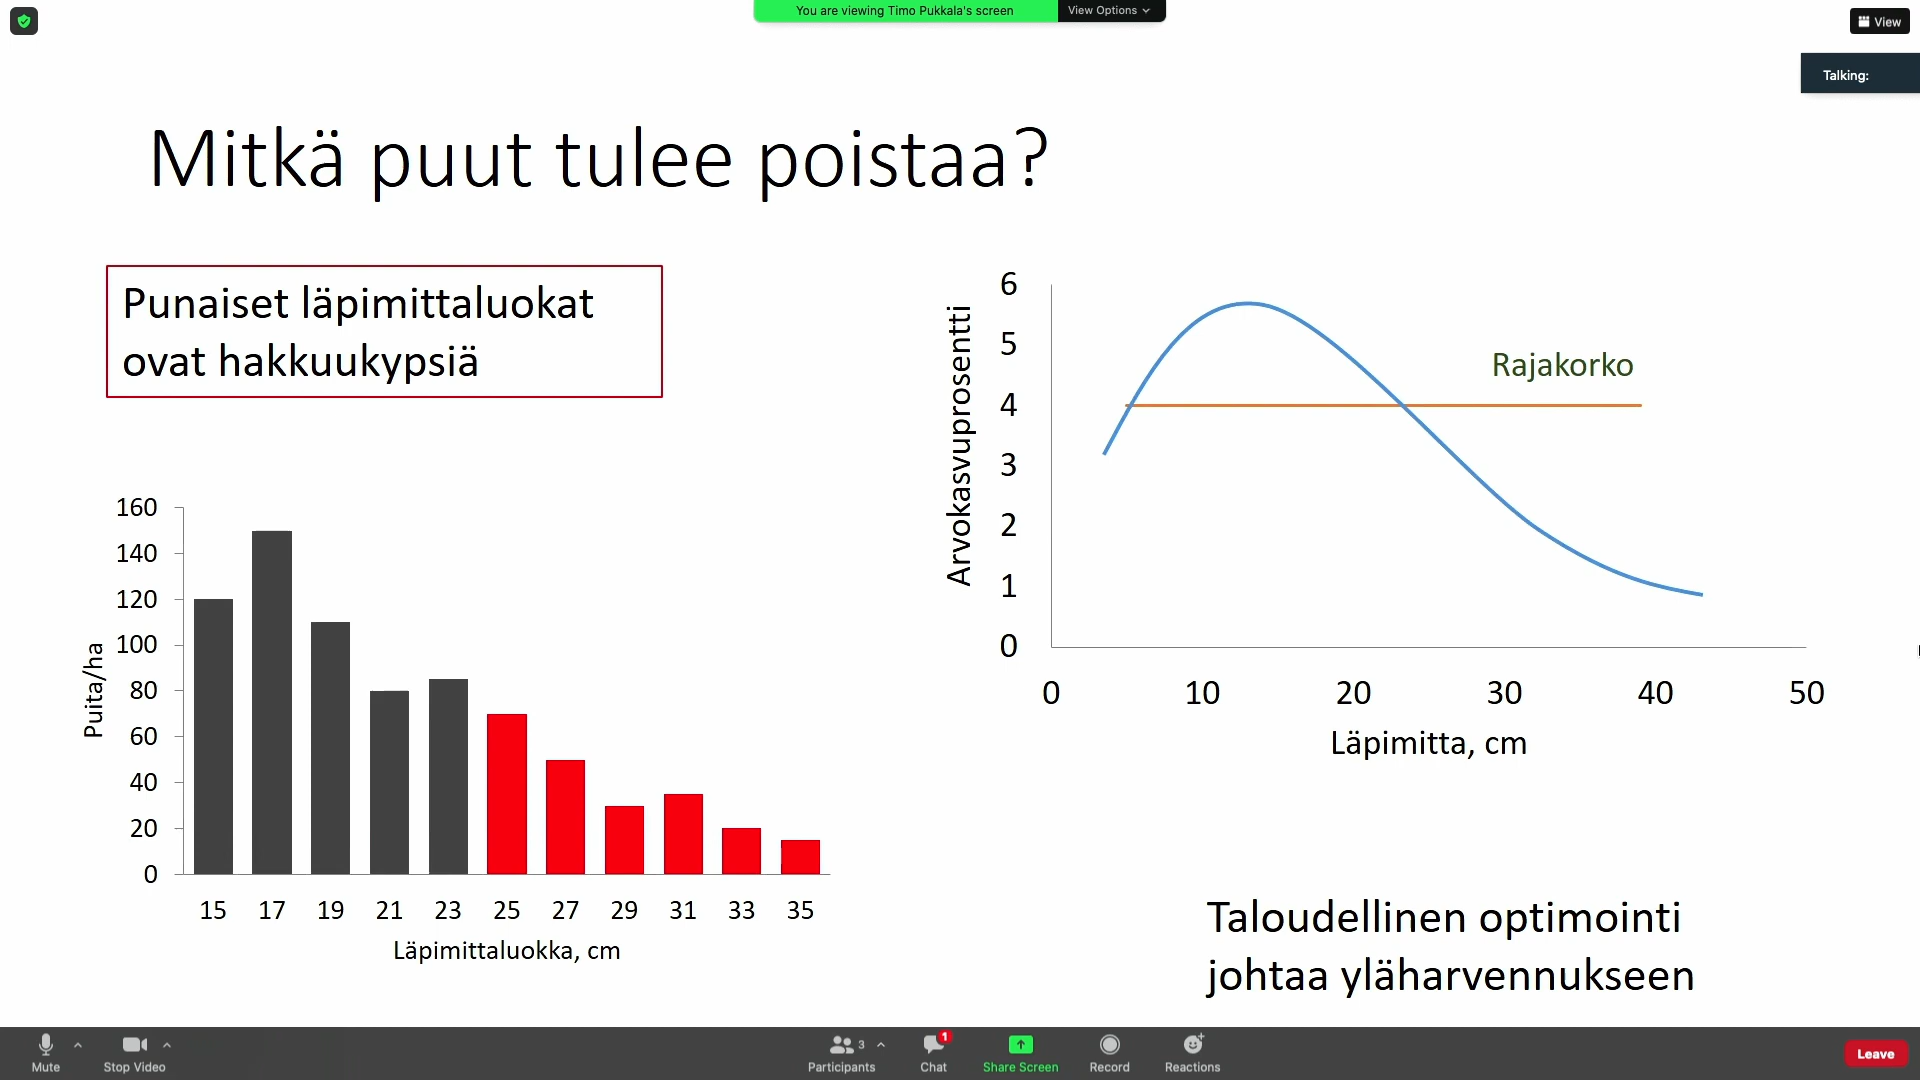 You are viewing Timo Pukkala's screen
View Options
View
Talking:
Mitkä puut tulee poistaa?
Punaiset läpimittaluokat
ovat hakkuukypsiä
160
140
120
100
80
60
40
20
0
Puita/ha
15 17 19 21 23 25 27 29 31 33 35
Läpimittaluokka, cm
6
5
4
3
2
1
0
Arvokasvuprosentti
Rajakorko
0 10 20 30 40 50
Läpimitta, cm
Taloudellinen optimointi
johtaa yläharvennukseen
Mute
Stop Video
3
Participants
1
Chat
Share Screen
Record
Reactions
Leave